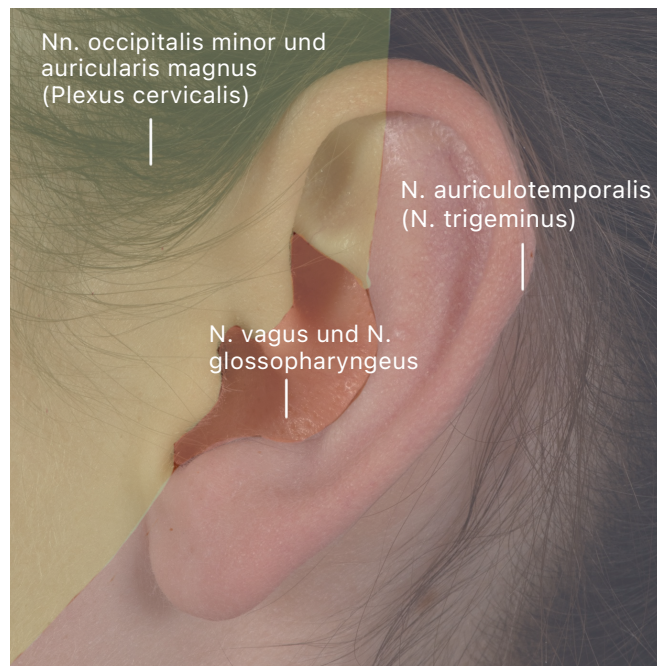 Nn. occipitalis minor und
auricularis magnus
(Plexus cervicalis)
N. auriculotemporalis
(N. trigeminus)
N. vagus und N.
glossopharyngeus